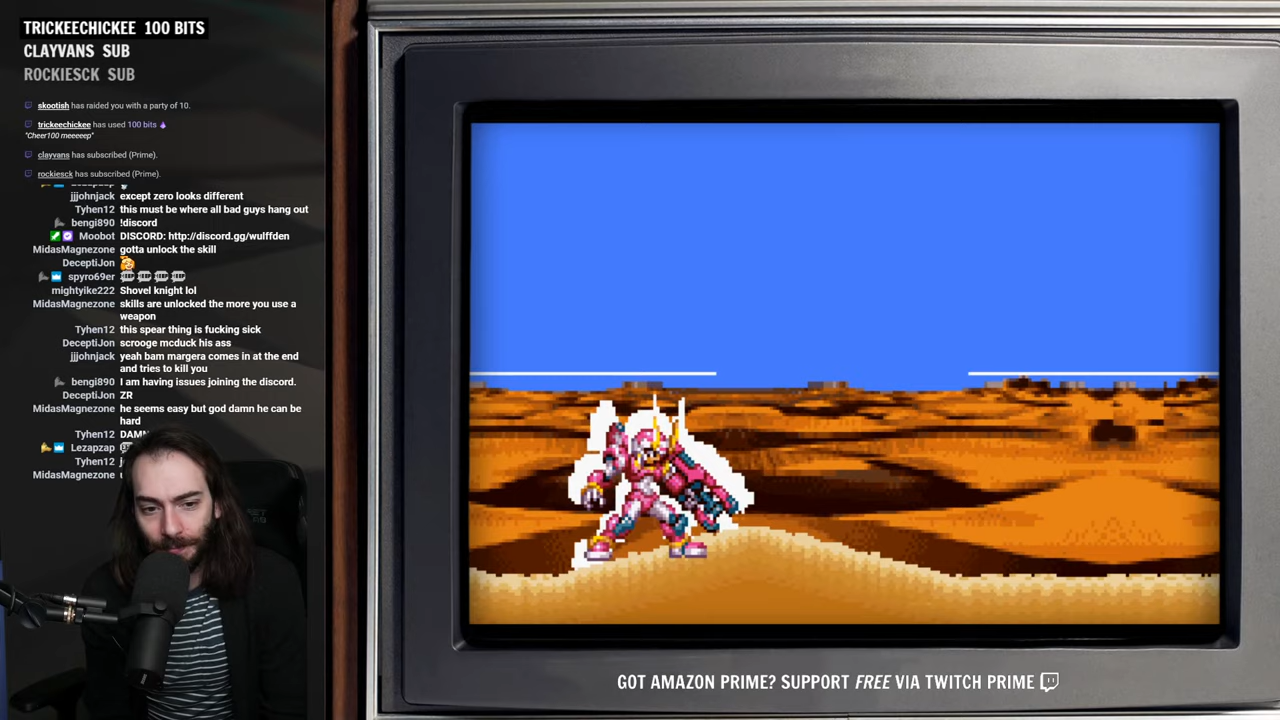 TRICKEECHICKEE 100 BITS
CLAYVANS SUB
ROCKIESCK SUB
skootish has raided you with a party of 10.
trickeechickee has used 100 bits
"Cheer100 meeeeep"
clayvans has subscribed (Prime).
rockiesck has subscribed (Prime).
jjjohnjack except zero looks different
Tyhen12 this must be where all bad guys hang out
bengi890 !discord
Moobot DISCORD: http://discord.gg/wulffden
MidasMagnezone gotta unlock the skill
DeceptiJon
spyro69er
mightyike222 Shovel knight lol
MidasMagnezone skills are unlocked the more you use a
weapon
Tyhen12 this spear thing is fucking sick
DeceptiJon scrooge mcduck his ass
jjjohnjack yeah bam margera comes in at the end
and tries to kill you
bengi890 I am having issues joining the discord.
DeceptiJon ZR
MidasMagnezone he seems easy but god damn he can be
hard
Tyhen12 DAMN
Lezapzap
Tyhen12
MidasMagnezone
GOT AMAZON PRIME? SUPPORT FREE VIA TWITCH PRIME